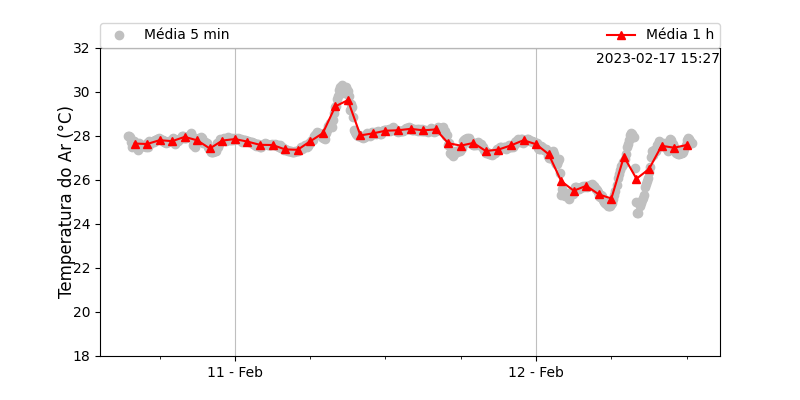 Média 5 min
Média 1 h
2023-02-17 15:27
Temperatura do Ar (°C)
32
30
28
26
24
22
20
18
11 - Feb
12 - Feb